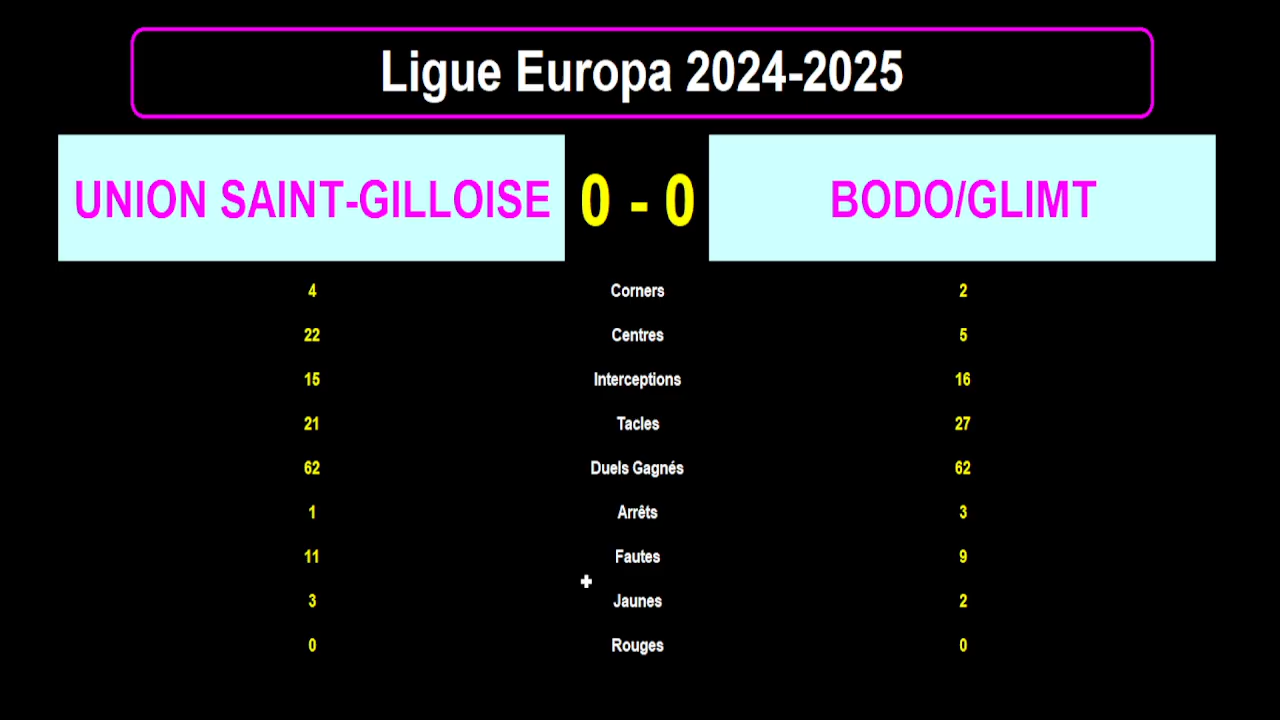 Ligue Europa 2024-2025
UNION SAINT-GILLOISE 0 - 0 BODO/GLIMT
4 Corners 2
22 Centres 5
15 Interceptions 16
21 Tacles 27
62 Duels Gagnés 62
1 Arrêts 3
11 Fautes 9
3 Jaunes 2
0 Rouges 0